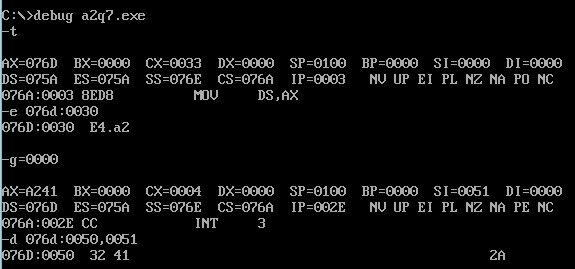 C:\>debug a2q7.exe
-t
AX=076D BX=0000 CX=0033 DX=0000 SP=0100 BP=0000 SI=0000 DI=0000
DS=075A ES=075A SS=076E CS=076A IP=0003 NV UP EI PL NZ NA PO NC
076A:0003 8ED8 MOV DS,AX
-e 076d:0030
076D:0030 E4.a2
-g=0000
AX=A241 BX=0000 CX=0004 DX=0000 SP=0100 BP=0000 SI=0051 DI=0000
DS=076D ES=075A SS=076E CS=076A IP=002E NV UP EI PL NZ NA PE NC
076A:002E CC INT 3
-d 076d:0050,0051
076D:0050 32 41 2A